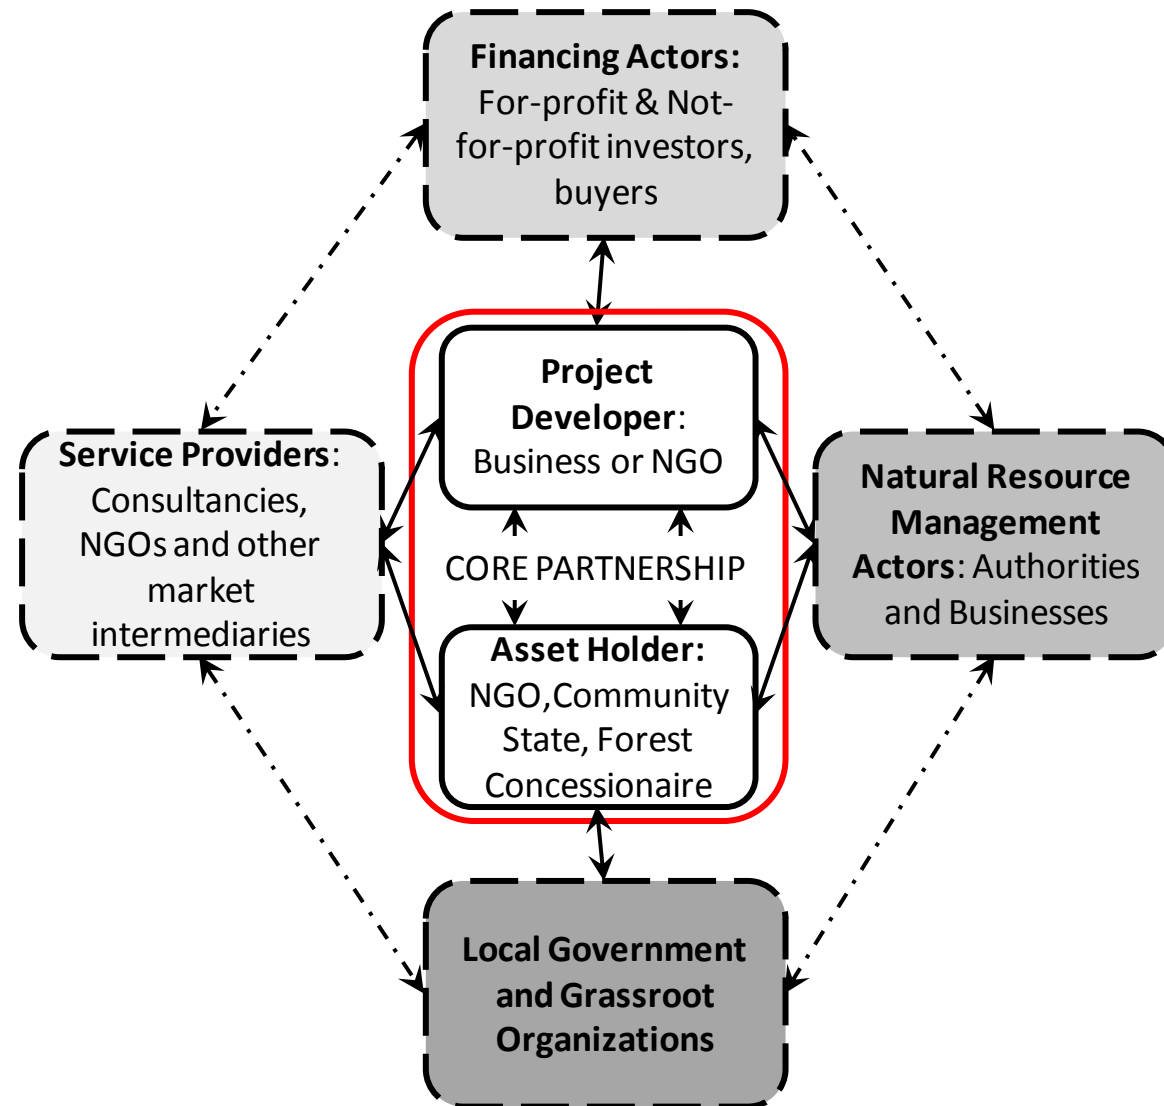 Financing Actors:
For-profit & Not-
for-profit investors,
buyers
Project
Developer:
Business or NGO
Service Providers:
Consultancies,
NGOs and other
market
intermediaries
CORE PARTNERSHIP
Natural Resource
Management
Actors: Authorities
and Businesses
Asset Holder:
NGO,Community
State, Forest
Concessionaire
Local Government
and Grassroot
Organizations